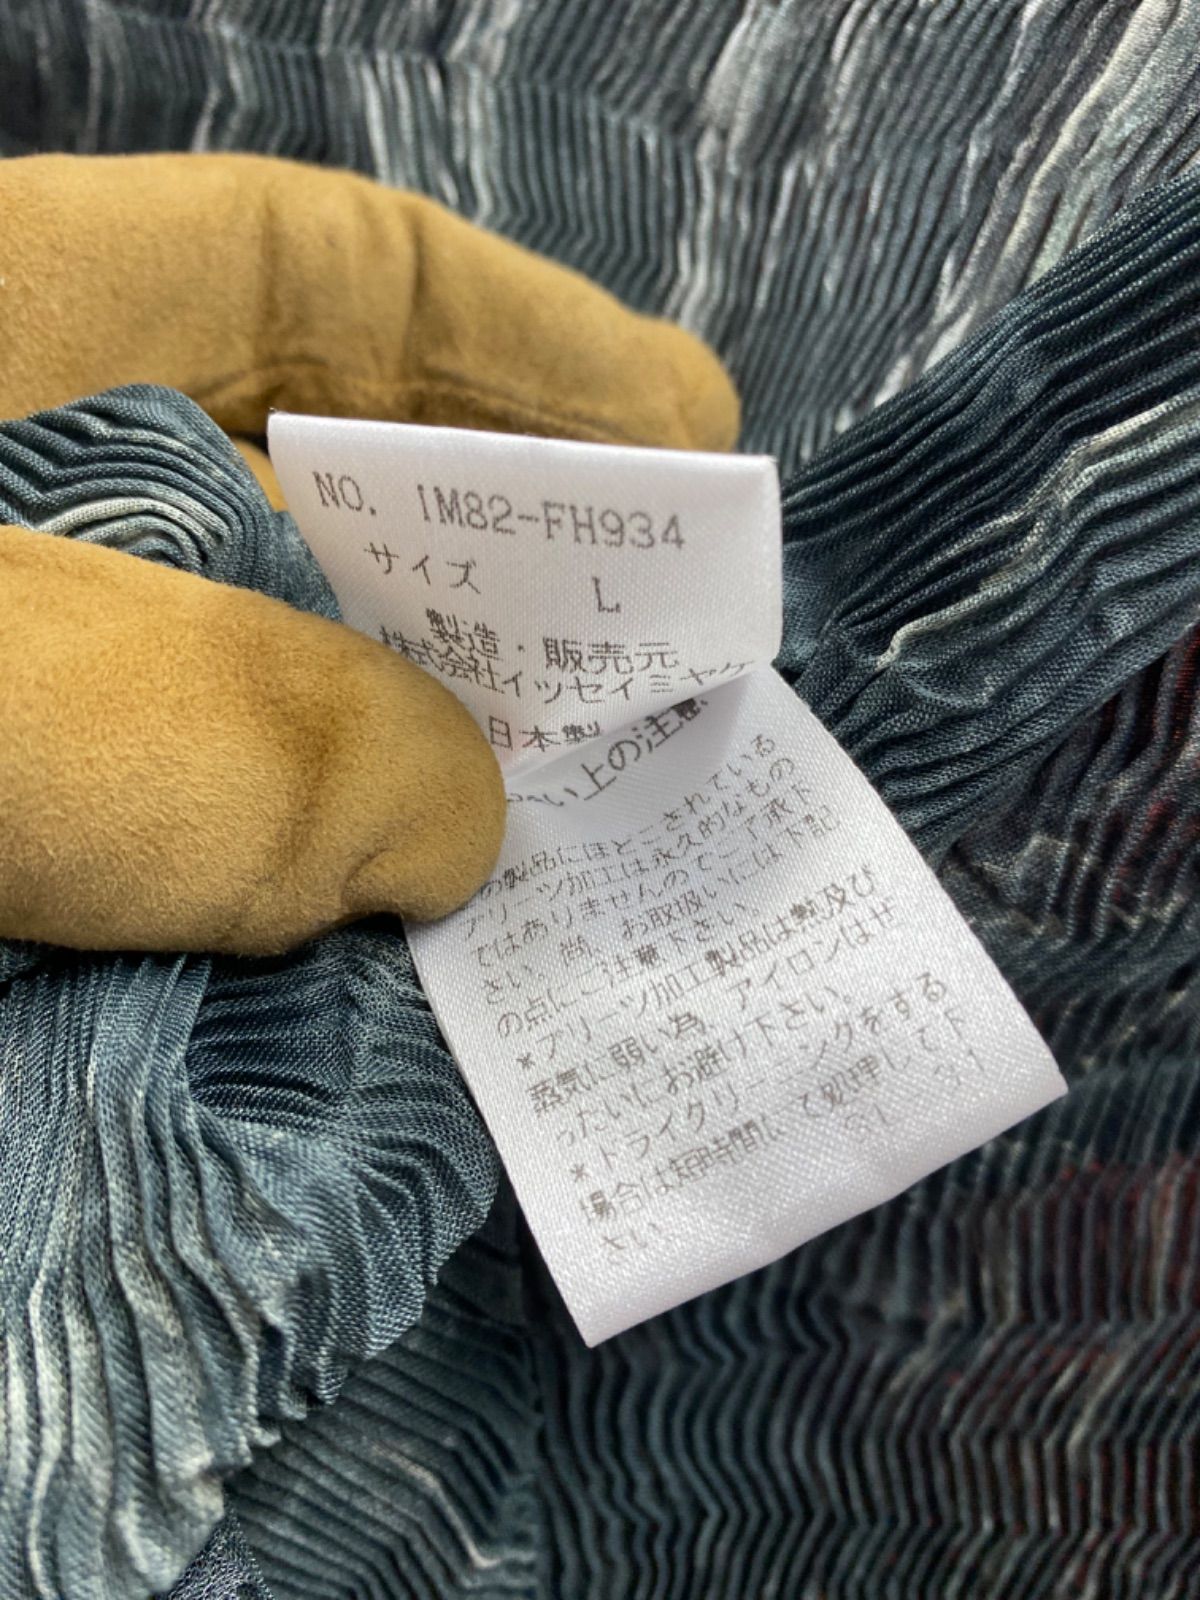 NO. IM82-FH934
サイズ L
製造・販売元
株式会社イッセイミヤケ
日本製
い上の注意
の製品にほどこされている
プリーツ加工は永久的なもの
ではありませんのでご了承下
さい。尚、お取扱いには下記
の点にご注意下さい。
*プリーツ加工製品は熱及び
蒸気に弱い為、アイロンはぜ
ったいにお避け下さい。
*ドライクリーニングをする
場合は短時間にて処理して下
さい。